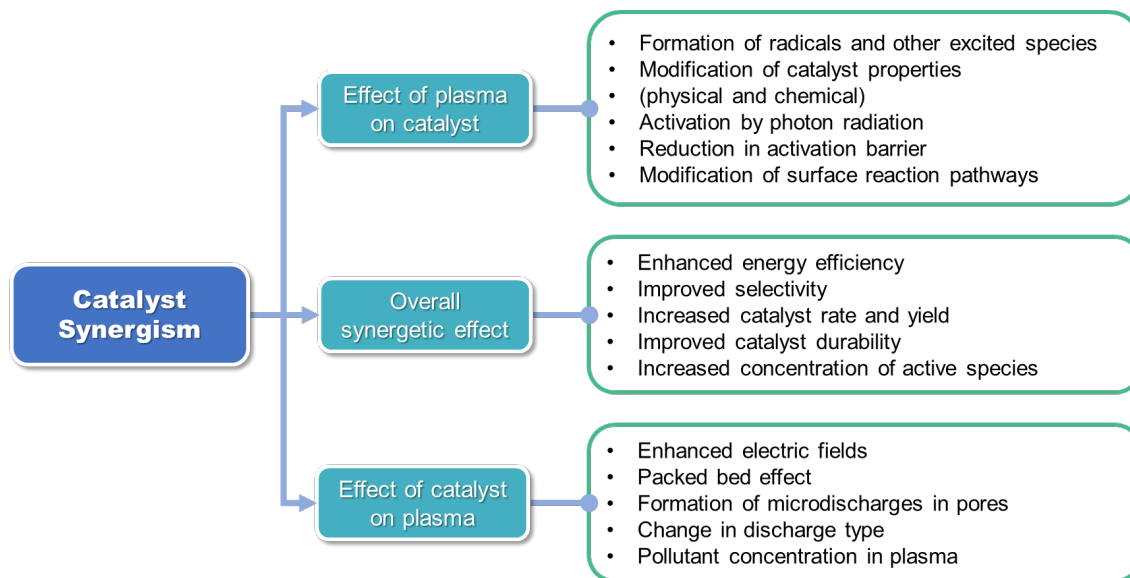 Catalyst
Synergism
Effect of plasma
on catalyst
• Formation of radicals and other excited species
• Modification of catalyst properties
• (physical and chemical)
• Activation by photon radiation
• Reduction in activation barrier
• Modification of surface reaction pathways
Overall
synergetic effect
• Enhanced energy efficiency
• Improved selectivity
• Increased catalyst rate and yield
• Improved catalyst durability
• Increased concentration of active species
Effect of catalyst
on plasma
• Enhanced electric fields
• Packed bed effect
• Formation of microdischarges in pores
• Change in discharge type
• Pollutant concentration in plasma